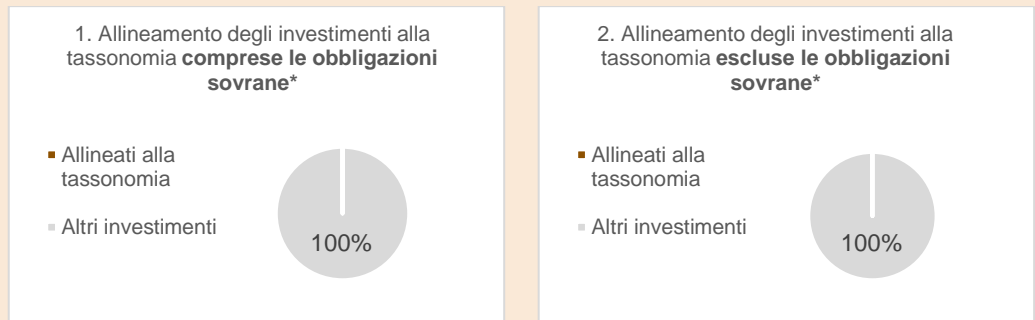 1. Allineamento degli investimenti alla
tassonomia comprese le obbligazioni
sovrane*
Allineati alla
tassonomia
Altri investimenti
100%
2. Allineamento degli investimenti alla
tassonomia escluse le obbligazioni
sovrane*
Allineati alla
tassonomia
Altri investimenti
100%